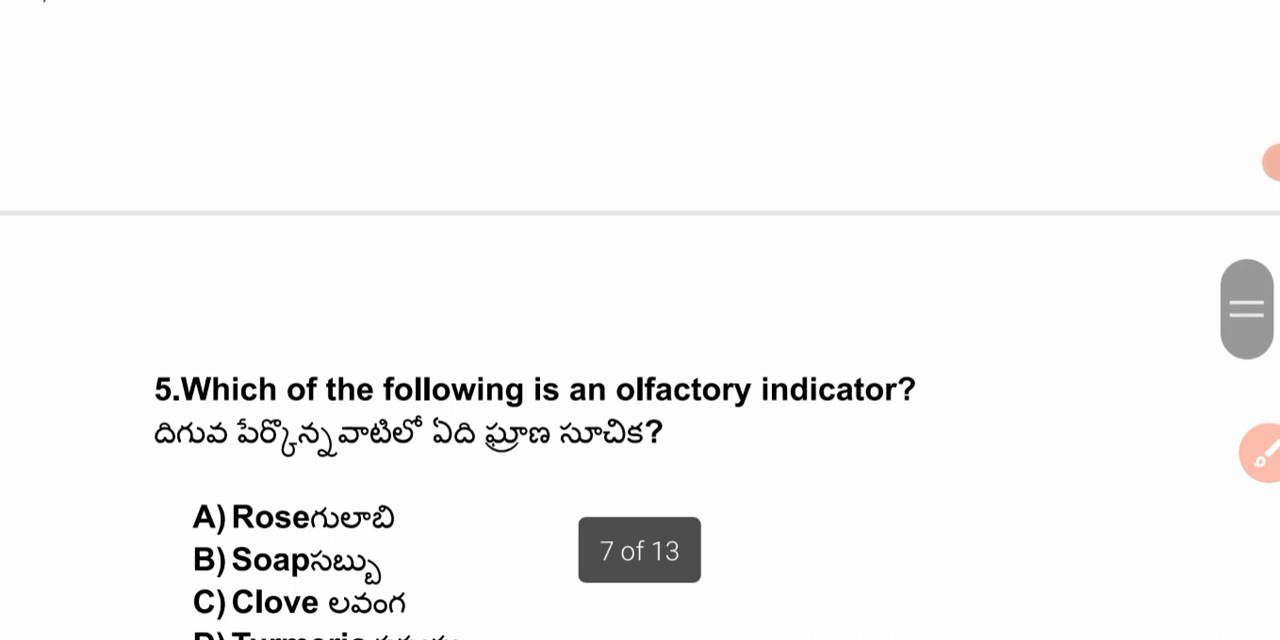 5.Which of the following is an olfactory indicator?
దిగువ పేర్కొన్న వాటిలో ఏది ఘ్రాణ సూచిక?
A) Roseగులాబి
B) Soapసబ్బు
7 of 13
C) Clove లవంగ